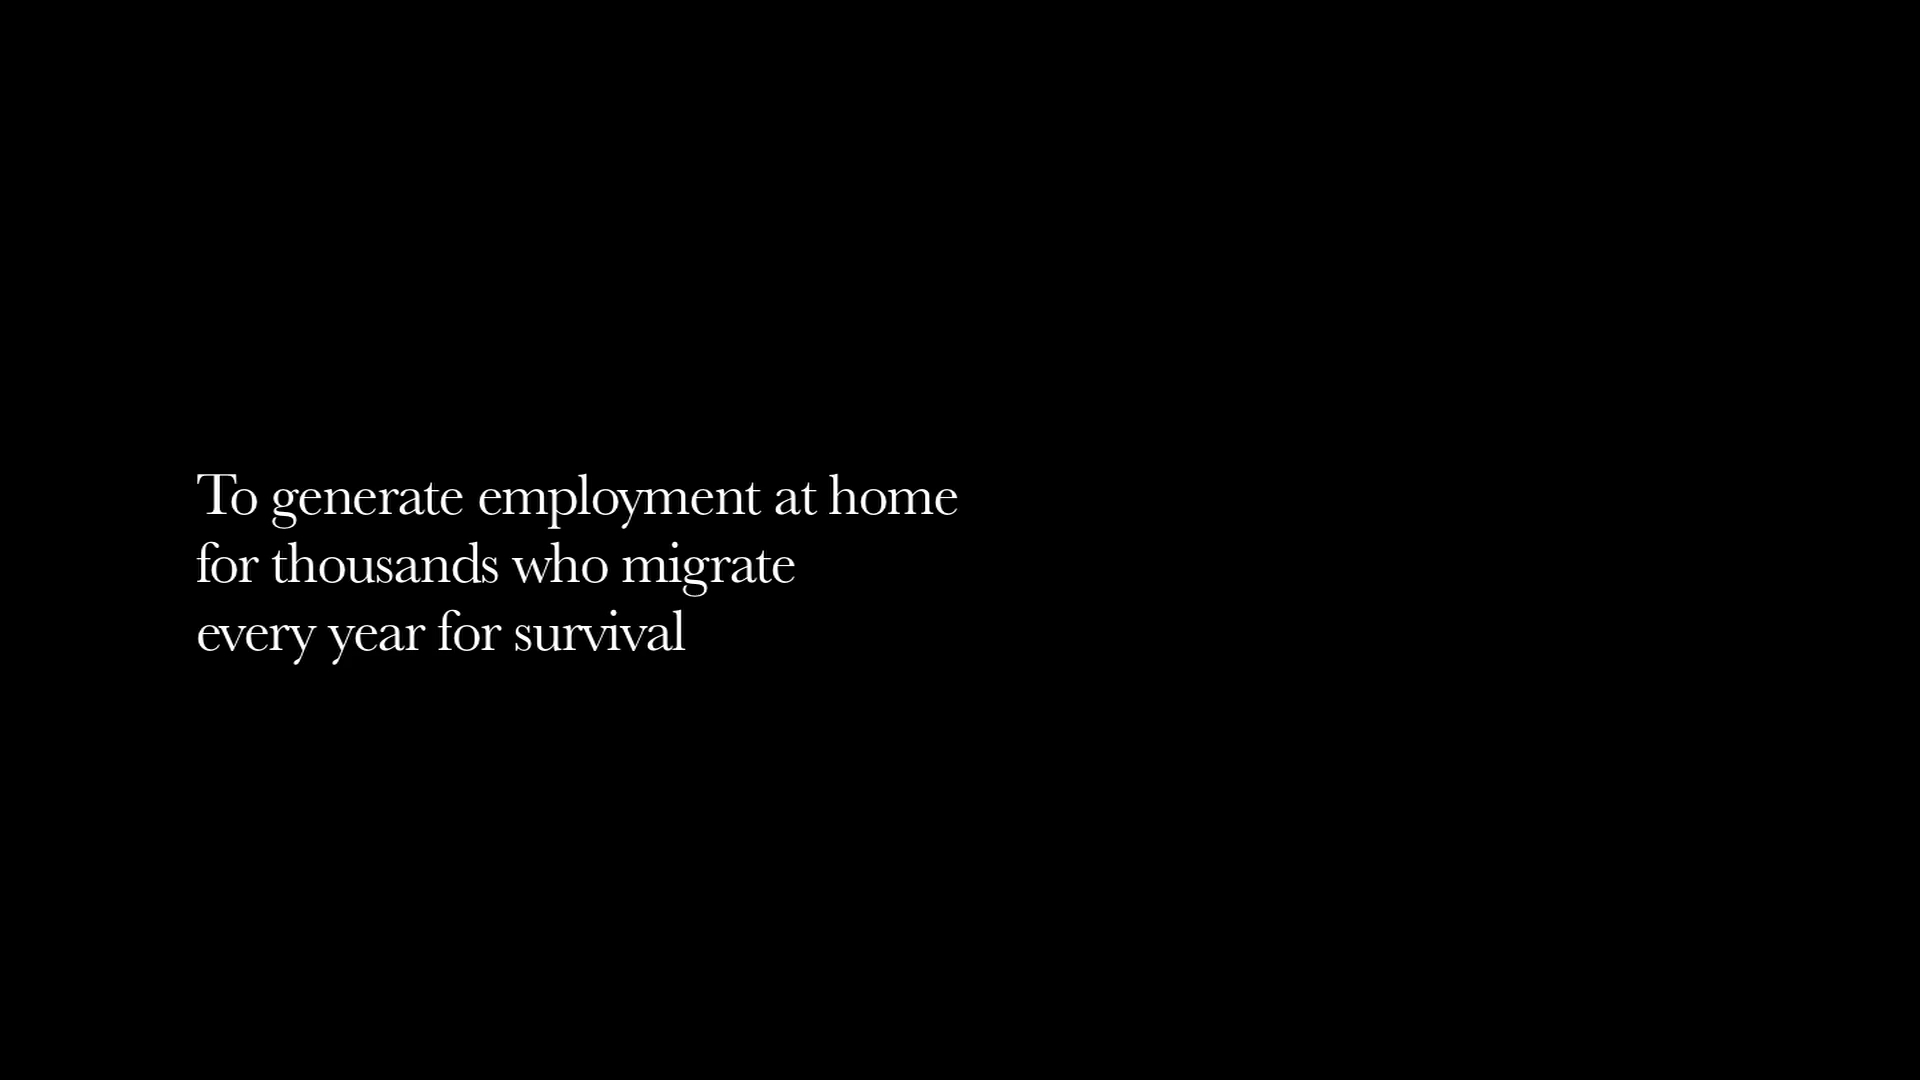 To generate employment at home
for thousands who migrate
every year for survival